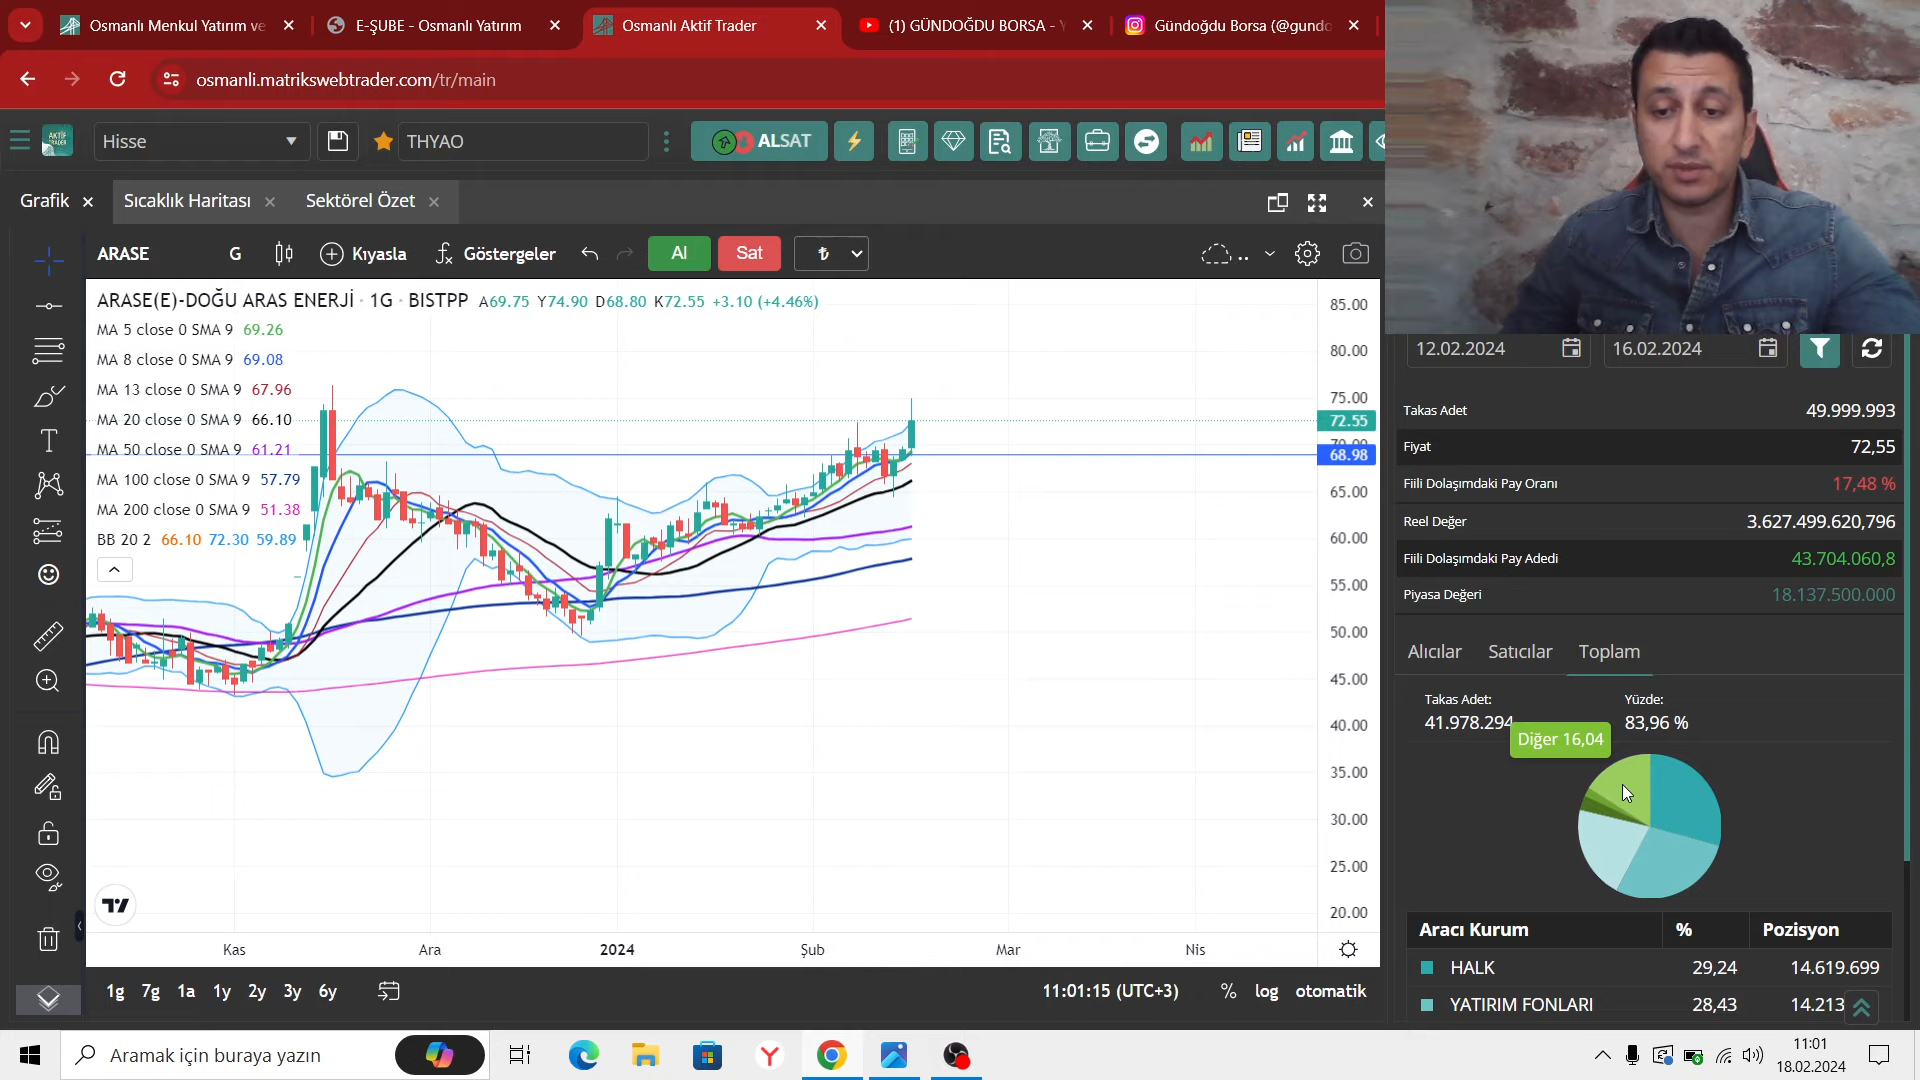 Osmanlı Menkul Yatırım ve
E-ŞUBE - Osmanlı Yatırım
Osmanlı Aktif Trader
(1) GÜNDOĞDU BORSA - Y
Gündoğdu Borsa (@gundo
osmanli.matrikswebtrader.com/tr/main
AKTİF
TRADER
Hisse
THYAO
ALSAT
Grafik
Sıcaklık Haritası
Sektörel Özet
ARASE
G
Kıyasla
Göstergeler
Al
Sat
₺
ARASE(E)-DOĞU ARAS ENERJİ · 1G · BISTPP A69.75 Y74.90 D68.80 K72.55 +3.10 (+4.46%)
MA 5 close 0 SMA 9 69.26
MA 8 close 0 SMA 9 69.08
MA 13 close 0 SMA 9 67.96
MA 20 close 0 SMA 9 66.10
MA 50 close 0 SMA 9 61.21
MA 100 close 0 SMA 9 57.79
MA 200 close 0 SMA 9 51.38
BB 20 2 66.10 72.30 59.89
85.00
80.00
75.00
72.55
70.00
68.98
65.00
60.00
55.00
50.00
45.00
40.00
35.00
30.00
25.00
20.00
Kas
Ara
2024
Şub
Mar
Nis
1g 7g 1a 1y 2y 3y 6y
11:01:15 (UTC+3)
%
log
otomatik
12.02.2024
16.02.2024
Takas Adet 49.999.993
Fiyat 72,55
Fiili Dolaşımdaki Pay Oranı 17,48 %
Reel Değer 3.627.499.620,796
Fiili Dolaşımdaki Pay Adedi 43.704.060,8
Piyasa Değeri 18.137.500.000
Alıcılar
Satıcılar
Toplam
Takas Adet: Yüzde:
41.978.294 83,96 %
Diğer 16,04
Aracı Kurum % Pozisyon
HALK 29,24 14.619.699
YATIRIM FONLARI 28,43 14.213
Aramak için buraya yazın
11:01
18.02.2024